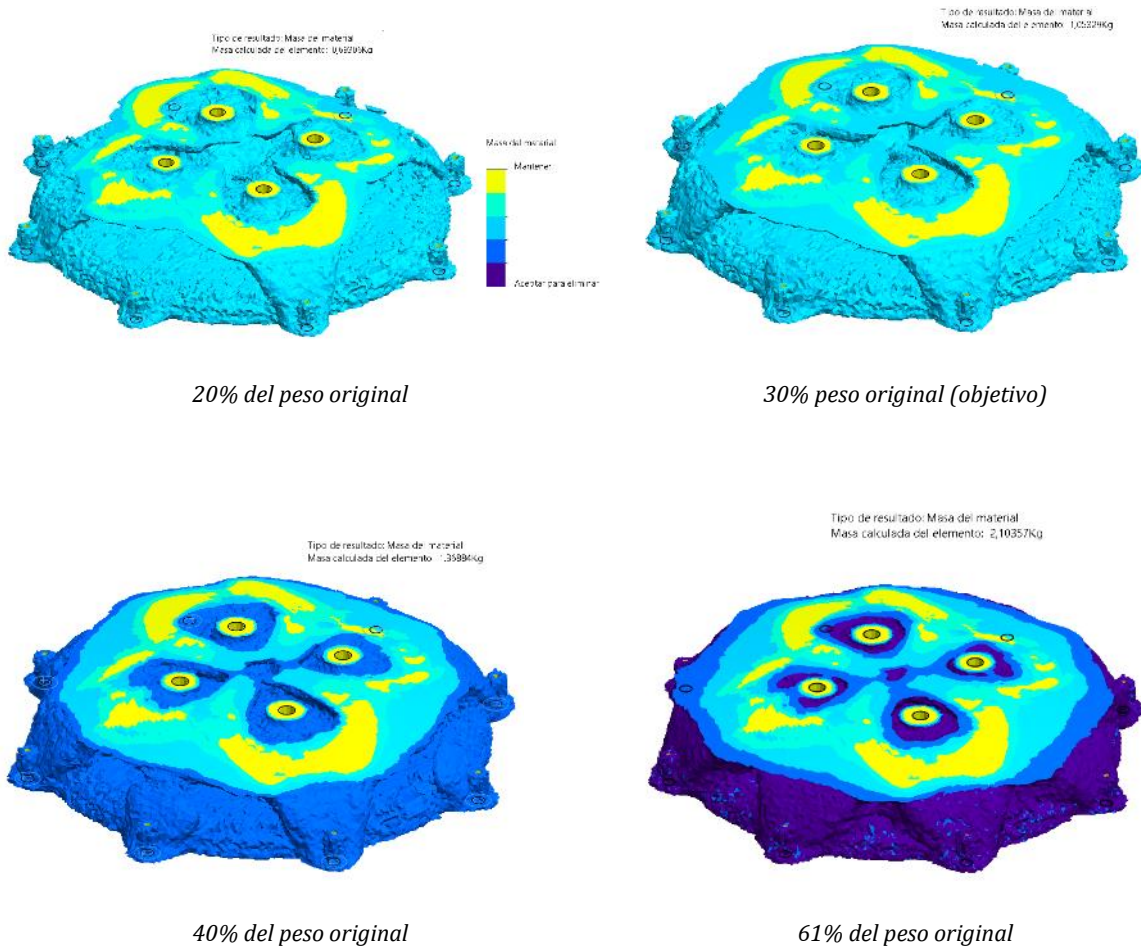 Tipo de resultado: Masa del material
Masa calculada del elemento: 0,69306Kg
Masa del material
Mantener
Aceptar para eliminar
20% del peso original
Tipo de resultado: Masa del material
Masa calculada del elemento: 1,05829Kg
30% peso original (objetivo)
Tipo de resultado: Masa del material
Masa calculada del elemento: 1,36884Kg
40% del peso original
Tipo de resultado: Masa del material
Masa calculada del elemento: 2,10357Kg
61% del peso original